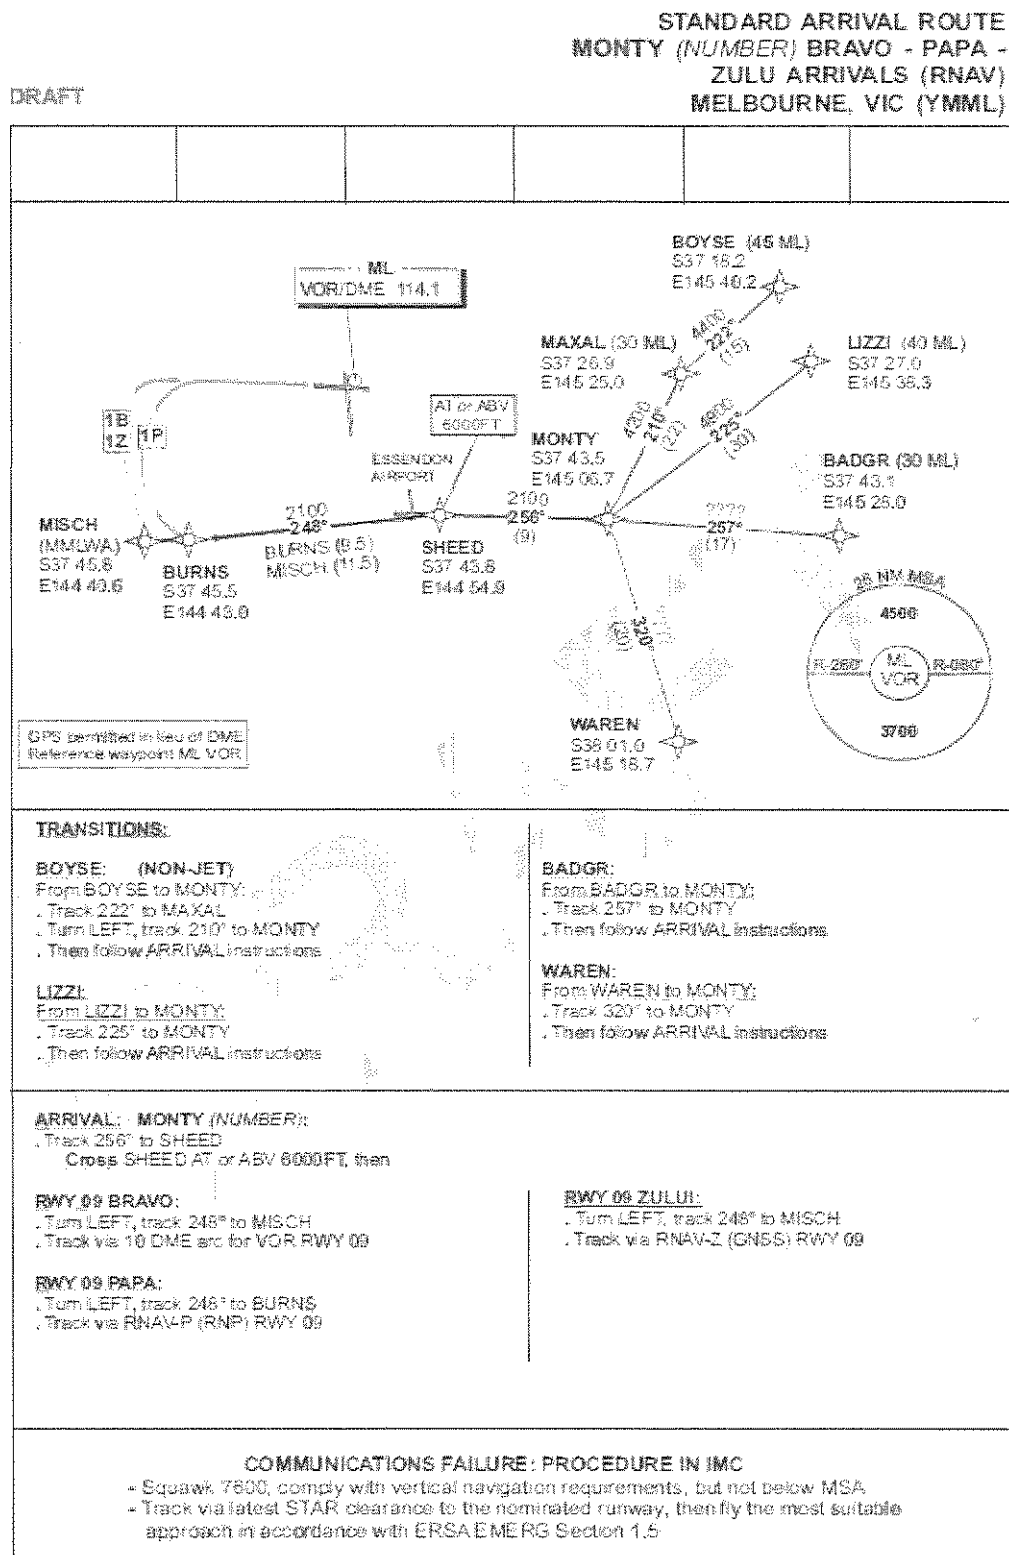 STANDARD ARRIVAL ROUTE
MONTY (NUMBER) BRAVO - PAPA -
ZULU ARRIVALS (RNAV)
MELBOURNE, VIC (YMML)
DRAFT
BOYSE (45 ML)
S37 18.2
E145 40.2
ML
VOR/DME 114.1
4400
222°
(15)
MAXAL (30 ML)
S37 26.9
E145 25.0
LIZZI (40 ML)
S37 27.0
E145 38.3
AT or ABV
6000FT
4200
210°
(22)
4900
225°
(30)
1B
1Z
1P
MONTY
S37 43.5
E145 06.7
ESSENDON
AIRPORT
BADGR (30 ML)
S37 43.1
2100
248°
2100
256°
(9)
????
257°
(17)
MISCH
(MMLWA)
S37 45.8
BURNS (9.5)
MISCH (11.5)
SHEED
S37 43.8
E144 54.9
BURNS
S37 45.5
25 NM MSA
4500
320°
R-260°
ML
VOR
R-080°
3700
WAREN
S38 01.0
E145 18.7
GPS permitted in lieu of DME
Reference waypoint ML VOR
TRANSITIONS:
BOYSE: (NON-JET)
From BOYSE to MONTY:
. Track 222° to MAXAL
. Turn LEFT, track 210° to MONTY
. Then follow ARRIVAL instructions
LIZZI:
From LIZZI to MONTY:
. Track 225° to MONTY
. Then follow ARRIVAL instructions
BADGR:
From BADGR to MONTY:
. Track 257° to MONTY
. Then follow ARRIVAL instructions
WAREN:
From WAREN to MONTY:
. Track 320° to MONTY
. Then follow ARRIVAL instructions
ARRIVAL: MONTY (NUMBER):
. Track 256° to SHEED
Cross SHEED AT or ABV 6000FT, then
RWY 09 BRAVO:
. Turn LEFT, track 248° to MISCH
. Track via 10 DME arc for VOR RWY 09
RWY 09 PAPA:
. Turn LEFT, track 248° to BURNS
. Track via RNAV-P (RNP) RWY 09
RWY 09 ZULUI:
. Turn LEFT, track 248° to MISCH
. Track via RNAV-Z (GNSS) RWY 09
COMMUNICATIONS FAILURE: PROCEDURE IN IMC
- Squawk 7600, comply with vertical navigation requirements, but not below MSA
- Track via latest STAR clearance to the nominated runway, then fly the most suitable
approach in accordance with ERSA EMERG Section 1.5